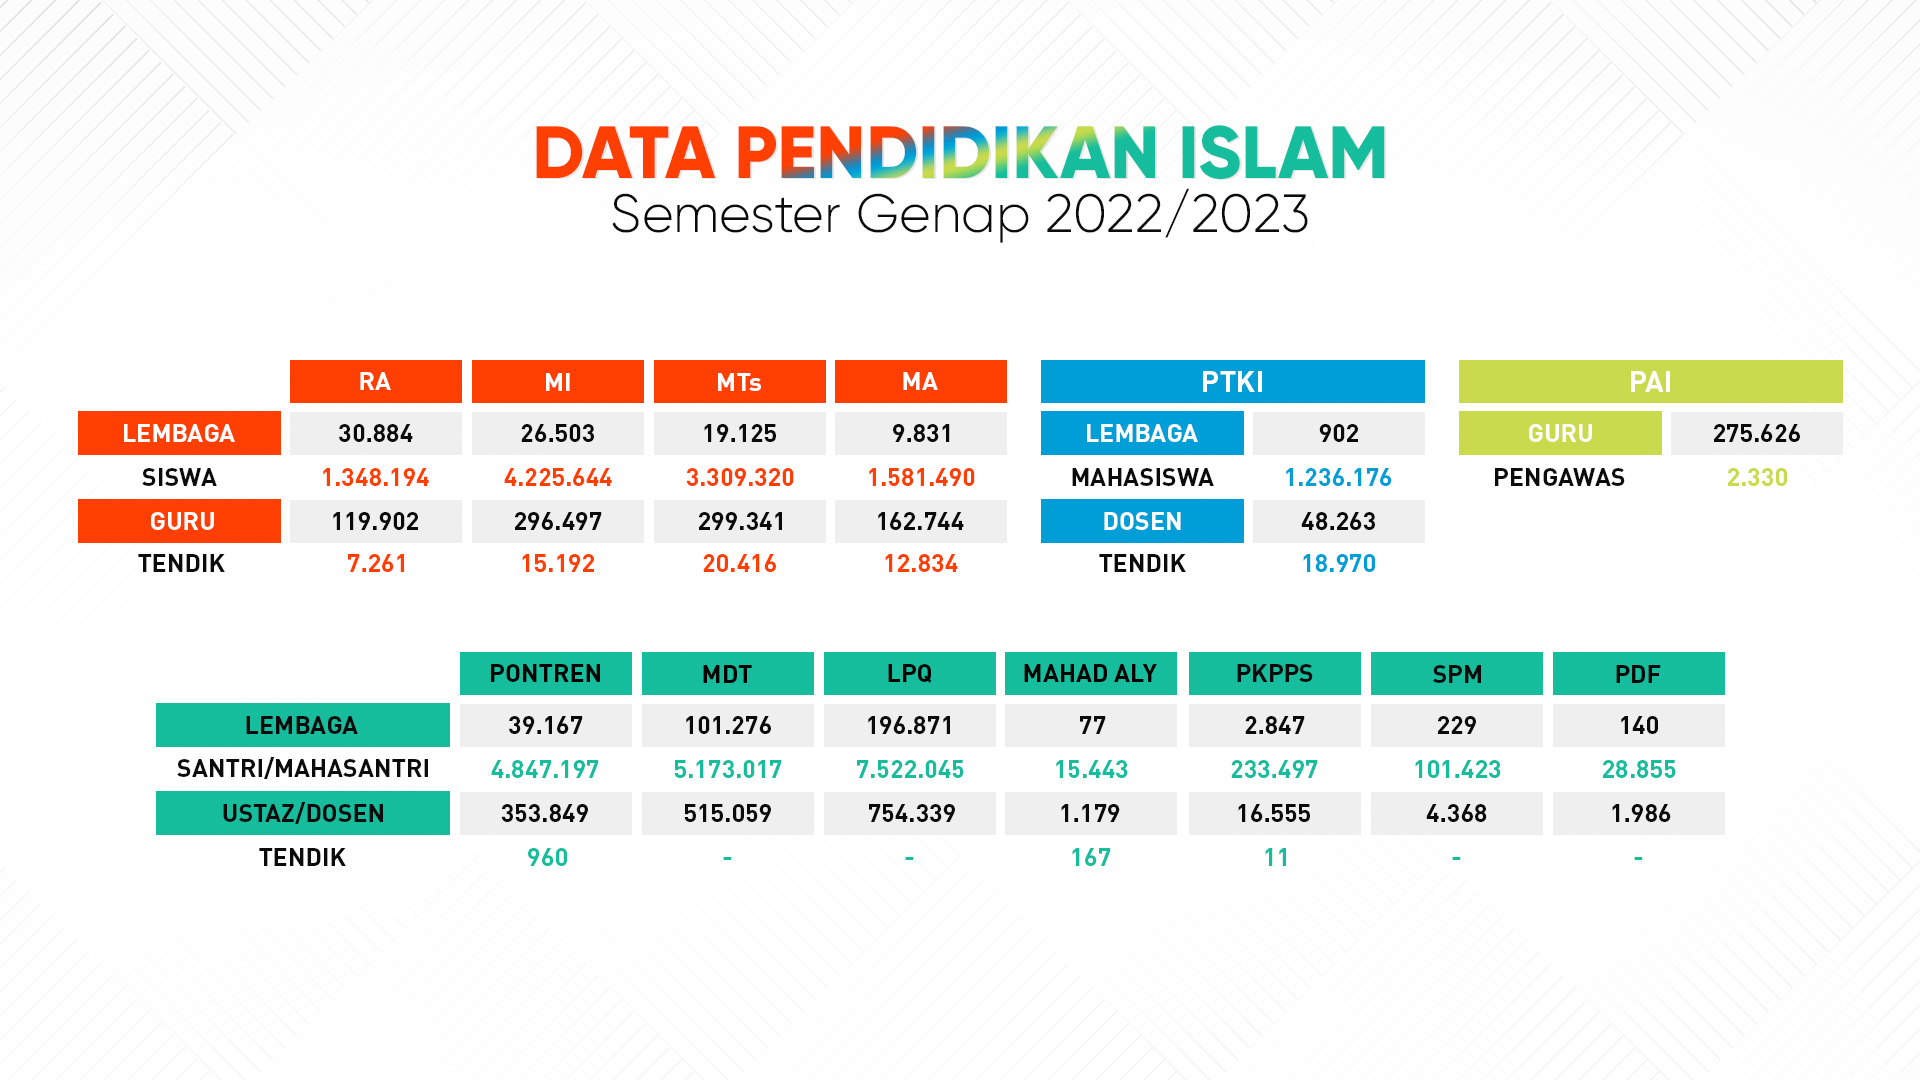 DATA PENDIDIKAN ISLAM
Semester Genap 2022/2023
RA MI MTs MA
LEMBAGA 30.884 26.503 19.125 9.831
SISWA 1.348.194 4.225.644 3.309.320 1.581.490
GURU 119.902 296.497 299.341 162.744
TENDIK 7.261 15.192 20.416 12.834
PTKI
LEMBAGA 902
MAHASISWA 1.236.176
DOSEN 48.263
TENDIK 18.970
PAI
GURU 275.626
PENGAWAS 2.330
PONTREN MDT LPQ MAHAD ALY PKPPS SPM PDF
LEMBAGA 39.167 101.276 196.871 77 2.847 229 140
SANTRI/MAHASANTRI 4.847.197 5.173.017 7.522.045 15.443 233.497 101.423 28.855
USTAZ/DOSEN 353.849 515.059 754.339 1.179 16.555 4.368 1.986
TENDIK 960 - - 167 11 - -